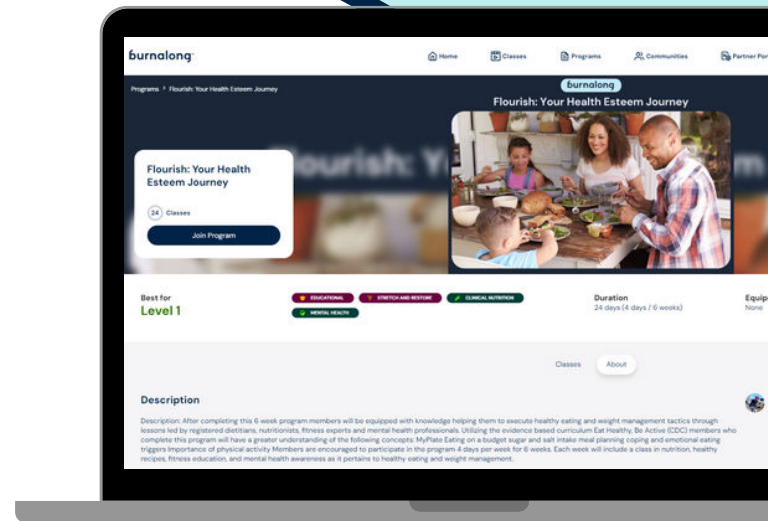 burnalong
Home
Classes
Programs
Communities
Partner Por
Programs > Flourish: Your Health Esteem Journey
burnalong
Flourish: Your Health Esteem Journey
Flourish: Your Health
Esteem Journey
24 Classes
Join Program
Best for
Level 1
EDUCATIONAL
STRETCH AND RESTORE
CLINICAL NUTRITION
MENTAL HEALTH
Duration
24 days (4 days / 6 weeks)
Equip
None
Classes
About
Description
Description: After completing this 6 week program members will be equipped with knowledge helping them to execute healthy eating and weight management tactics through
lessons led by registered dietitians, nutritionists, fitness experts and mental health professionals. Utilizing the evidence based curriculum Eat Healthy, Be Active (CDC) members who
complete this program will have a greater understanding of the following concepts: MyPlate Eating on a budget sugar and salt intake meal planning coping and emotional eating
triggers Importance of physical activity Members are encouraged to participate in the program 4 days per week for 6 weeks. Each week will include a class in nutrition, healthy
recipes, fitness education, and mental health awareness as it pertains to healthy eating and weight management.